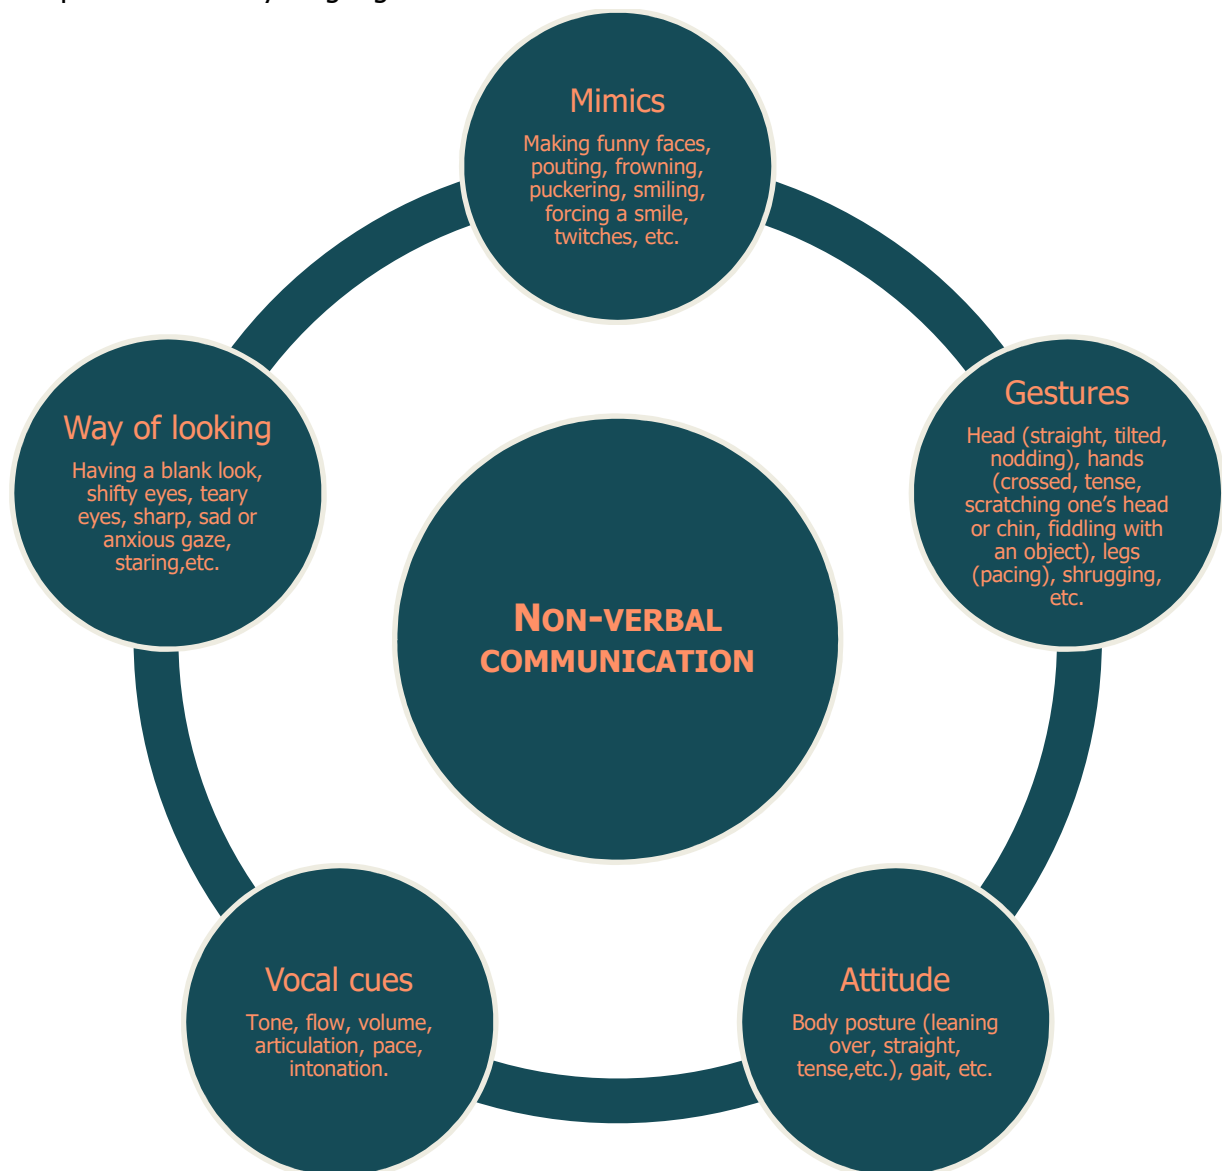 Mimics
Making funny faces,
pouting, frowning,
puckering, smiling,
forcing a smile,
twitches, etc.
Gestures
Head (straight, tilted,
nodding), hands
(crossed, tense,
scratching one’s head
or chin, fiddling with
an object), legs
(pacing), shrugging,
etc.
Way of looking
Having a blank look,
shifty eyes, teary
eyes, sharp, sad or
anxious gaze,
staring,etc.
NON-VERBAL
COMMUNICATION
Vocal cues
Tone, flow, volume,
articulation, pace,
intonation.
Attitude
Body posture (leaning
over, straight,
tense,etc.), gait, etc.